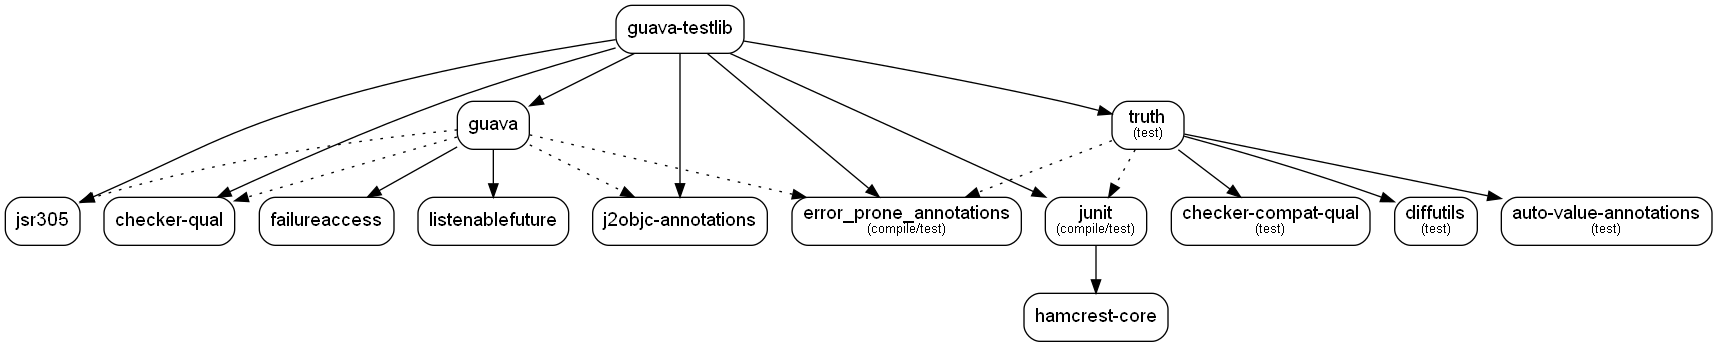 guava-testlib
guava
truth
(test)
jsr305
checker-qual
failureaccess
listenablefuture
j2objc-annotations
error_prone_annotations
(compile/test)
junit
(compile/test)
checker-compat-qual
(test)
diffutils
(test)
auto-value-annotations
(test)
hamcrest-core